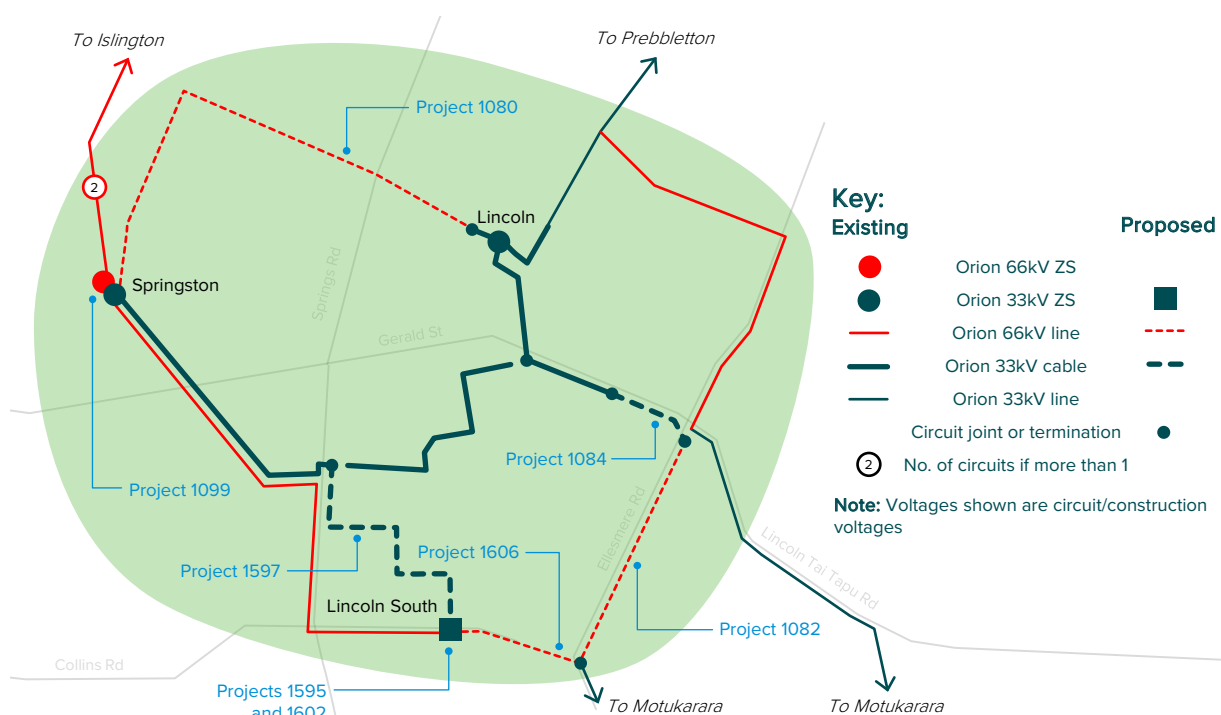 To Islington
To Prebbleton
Project 1080
Lincoln
2
Springs Rd
Springston
Gerald St
Project 1099
Project 1084
Ellesmere Rd
Project 1606
Project 1597
Lincoln South
Lincoln Tai Tapu Rd
Project 1082
Collins Rd
Projects 1595
and 1602
To Motukarara
To Motukarara
Key:
Existing
Proposed
Orion 66kV ZS
Orion 33kV ZS
Orion 66kV line
Orion 33kV cable
Orion 33kV line
Circuit joint or termination
2 No. of circuits if more than 1
Note: Voltages shown are circuit/construction
voltages